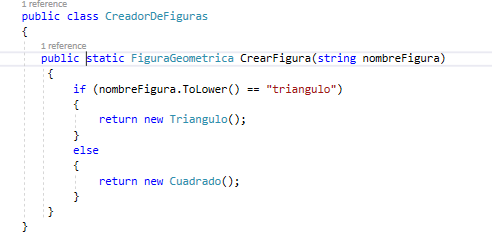 1 reference
public class CreadorDeFiguras
{
1 reference
public static FiguraGeometrica CrearFigura(string nombreFigura)
{
if (nombreFigura.ToLower() == "triangulo")
{
return new Triangulo();
}
else
{
return new Cuadrado();
}
}
}